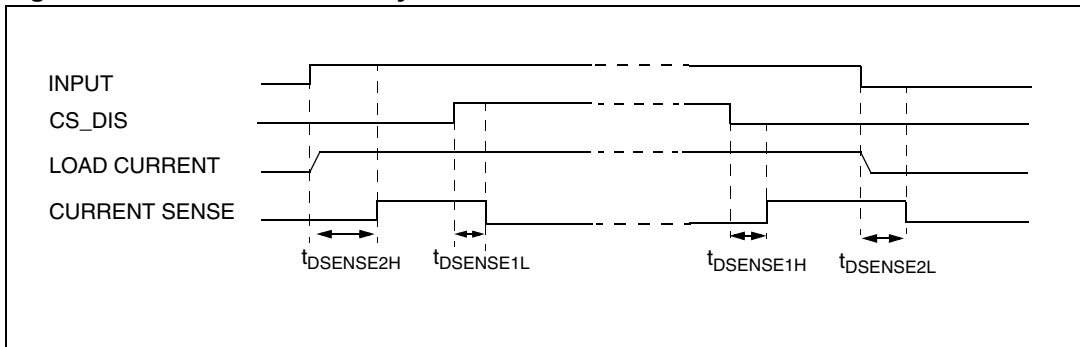 INPUT
CS_DIS
LOAD CURRENT
CURRENT SENSE
tDSENSE2H tDSENSE1L tDSENSE1H tDSENSE2L